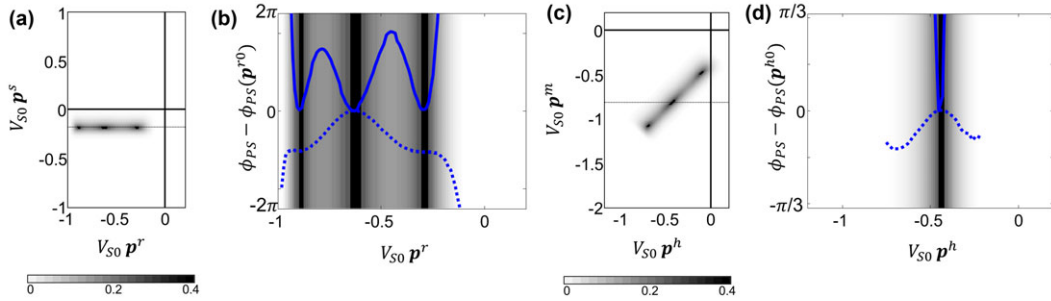 (a)
1
0.5
0
-0.5
-1
V_{S0} p^s
-1
-0.5
0
V_{S0} p^r
0
0.2
0.4
(b)
2π
0
-2π
ϕ_{PS} − ϕ_{PS}(p^{r0})
-1
-0.5
0
V_{S0} p^r
(c)
0
-0.5
-1
-1.5
-2
V_{S0} p^m
-1
-0.5
0
V_{S0} p^h
0
0.2
0.4
(d)
π/3
0
-π/3
ϕ_{PS} − ϕ_{PS}(p^{h0})
-1
-0.5
0
V_{S0} p^h